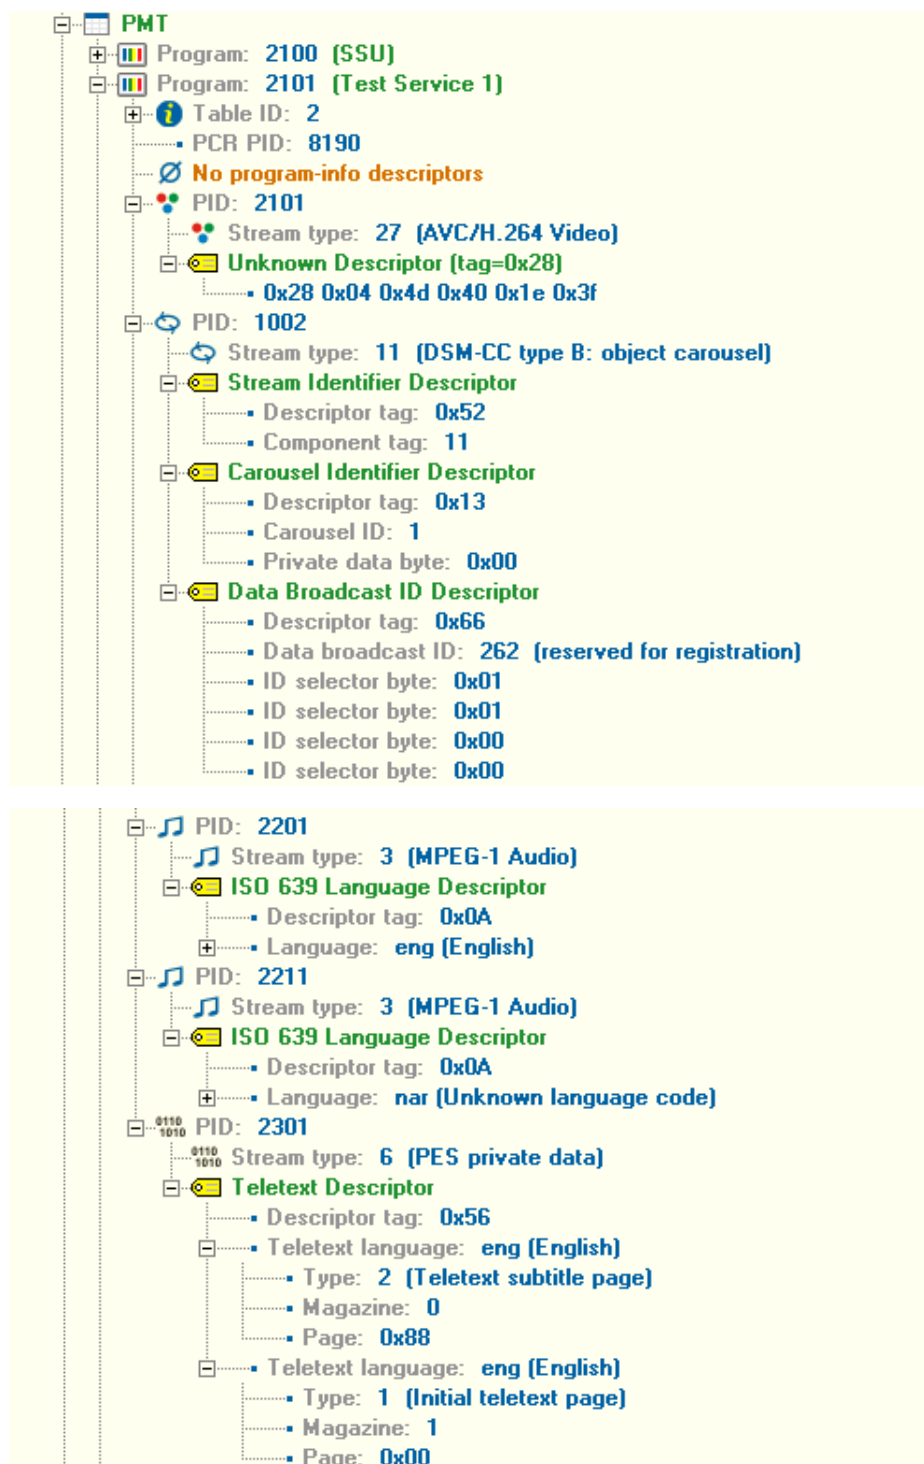 PMT
Program: 2100 (SSU)
Program: 2101 (Test Service 1)
Table ID: 2
PCR PID: 8190
No program-info descriptors
PID: 2101
Stream type: 27 (AVC/H.264 Video)
Unknown Descriptor (tag=0x28)
0x28 0x04 0x4d 0x40 0x1e 0x3f
PID: 1002
Stream type: 11 (DSM-CC type B: object carousel)
Stream Identifier Descriptor
Descriptor tag: 0x52
Component tag: 11
Carousel Identifier Descriptor
Descriptor tag: 0x13
Carousel ID: 1
Private data byte: 0x00
Data Broadcast ID Descriptor
Descriptor tag: 0x66
Data broadcast ID: 262 (reserved for registration)
ID selector byte: 0x01
ID selector byte: 0x01
ID selector byte: 0x00
ID selector byte: 0x00
PID: 2201
Stream type: 3 (MPEG-1 Audio)
ISO 639 Language Descriptor
Descriptor tag: 0x0A
Language: eng (English)
PID: 2211
Stream type: 3 (MPEG-1 Audio)
ISO 639 Language Descriptor
Descriptor tag: 0x0A
Language: nar (Unknown language code)
0110 1010 PID: 2301
0110 1010 Stream type: 6 (PES private data)
Teletext Descriptor
Descriptor tag: 0x56
Teletext language: eng (English)
Type: 2 (Teletext subtitle page)
Magazine: 0
Page: 0x88
Teletext language: eng (English)
Type: 1 (Initial teletext page)
Magazine: 1
Page: 0x00